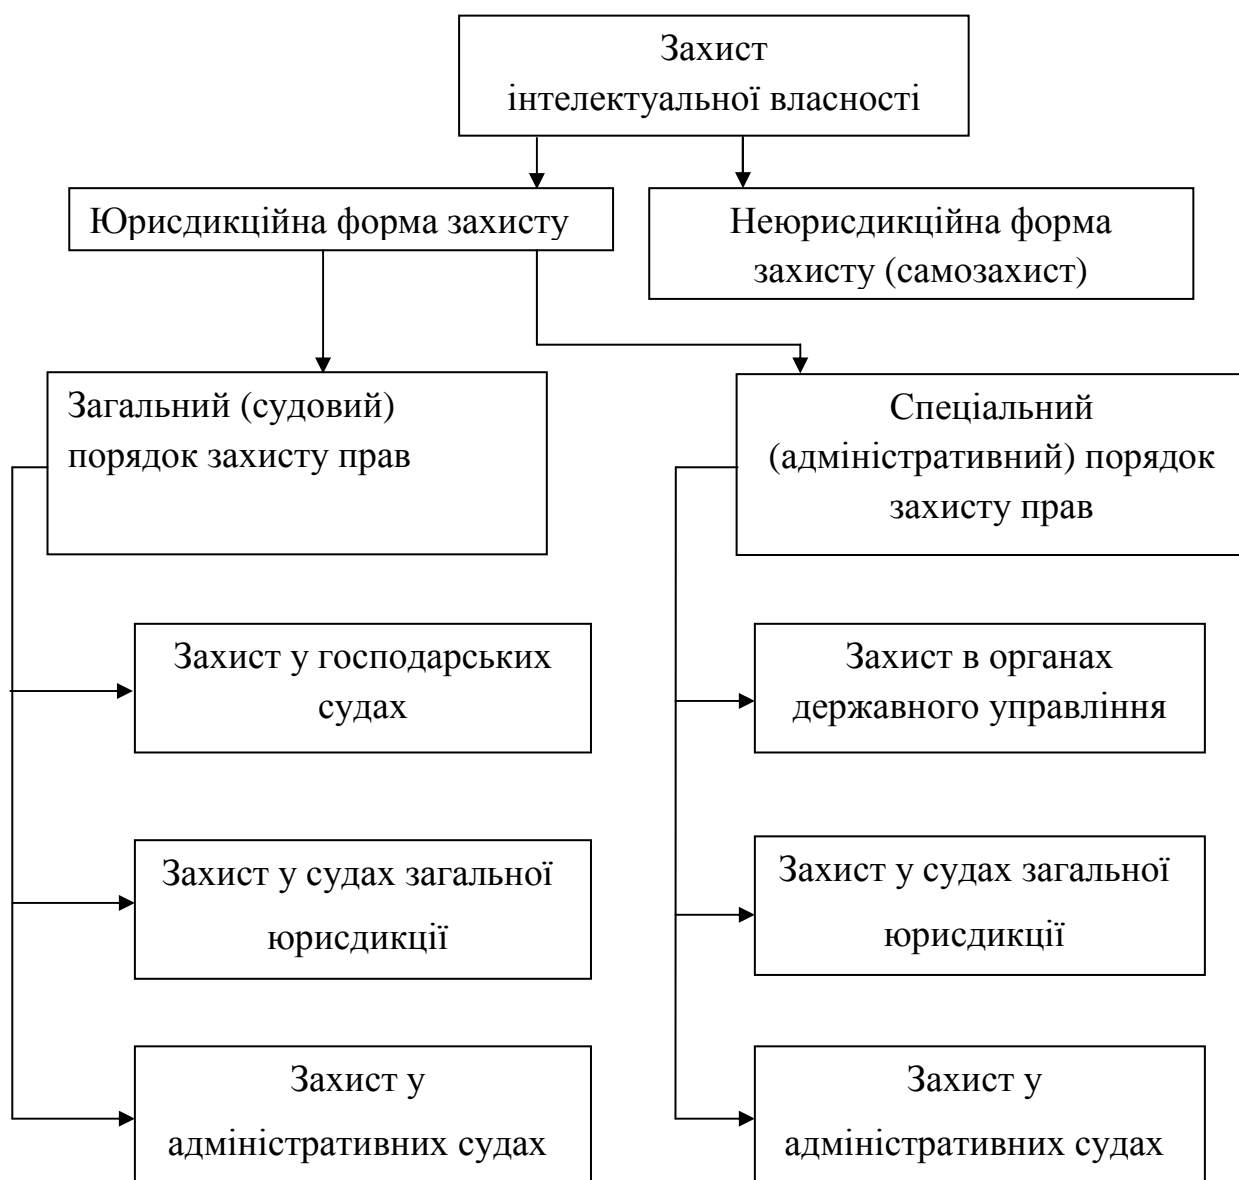 Захист
інтелектуальної власності
Юрисдикційна форма захисту
Неюрисдикційна форма
захисту (самозахист)
Загальний (судовий)
порядок захисту прав
Спеціальний
(адміністративний) порядок
захисту прав
Захист у господарських
судах
Захист в органах
державного управління
Захист у судах загальної
юрисдикції
Захист у судах загальної
юрисдикції
Захист у
адміністративних судах
Захист у
адміністративних судах